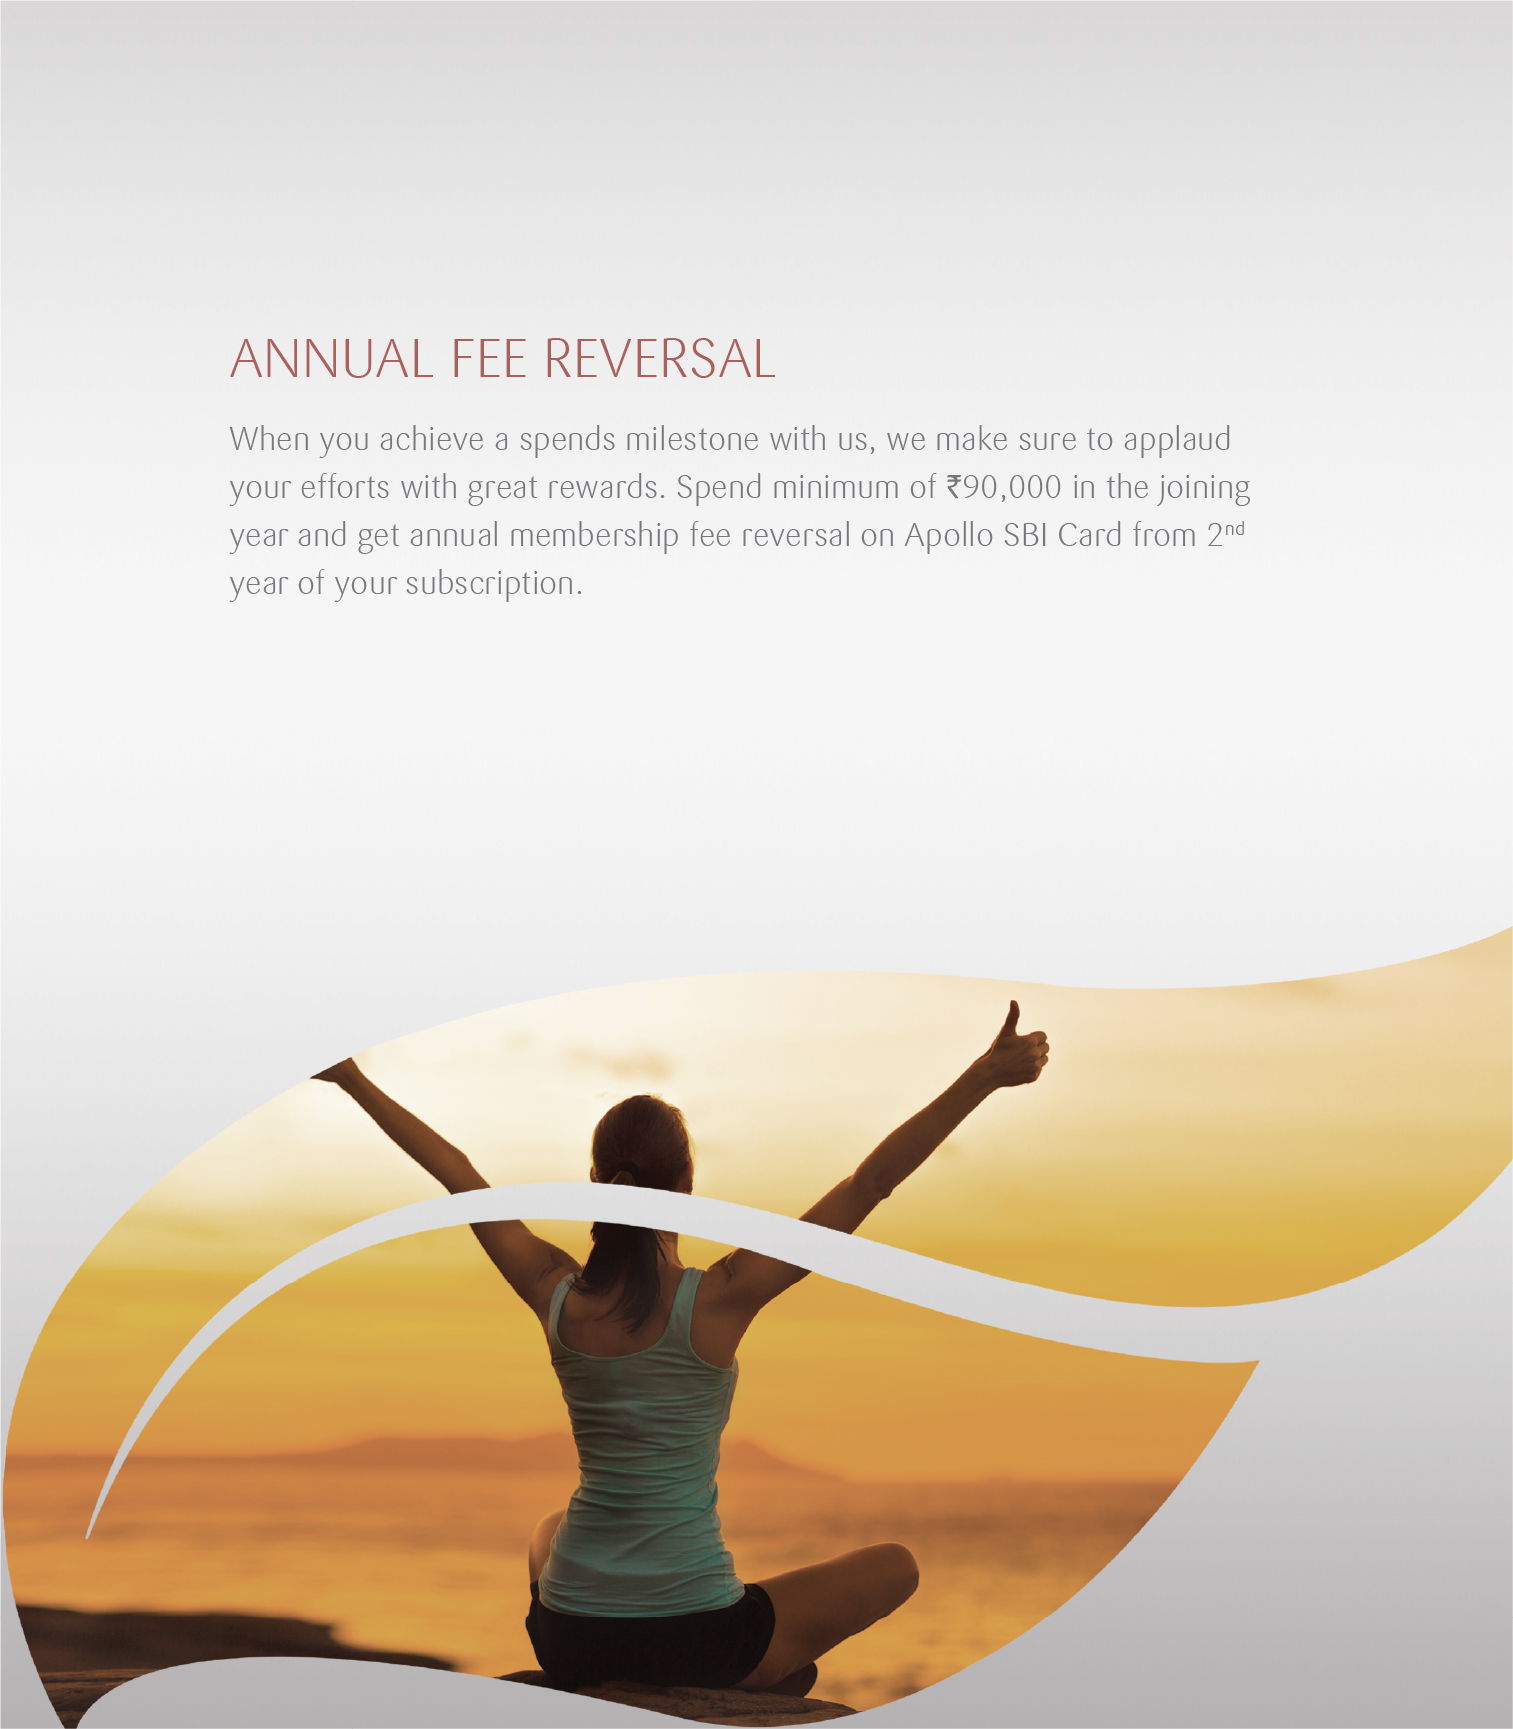 ANNUAL FEE REVERSAL
When you achieve a spends milestone with us, we make sure to applaud
your efforts with great rewards. Spend minimum of ₹90,000 in the joining
year and get annual membership fee reversal on Apollo SBI Card from 2nd
year of your subscription.